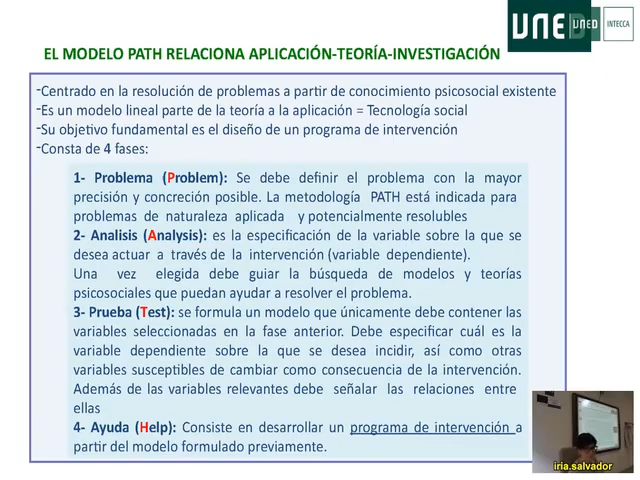 UNED
UNED
INTECCA
EL MODELO PATH RELACIONA APLICACIÓN-TEORÍA-INVESTIGACIÓN
-Centrado en la resolución de problemas a partir de conocimiento psicosocial existente
-Es un modelo lineal parte de la teoría a la aplicación = Tecnología social
-Su objetivo fundamental es el diseño de un programa de intervención
-Consta de 4 fases:
1- Problema (Problem): Se debe definir el problema con la mayor
precisión y concreción posible. La metodología PATH está indicada para
problemas de naturaleza aplicada y potencialmente resolubles
2- Analisis (Analysis): es la especificación de la variable sobre la que se
desea actuar a través de la intervención (variable dependiente).
Una vez elegida debe guiar la búsqueda de modelos y teorías
psicosociales que puedan ayudar a resolver el problema.
3- Prueba (Test): se formula un modelo que únicamente debe contener las
variables seleccionadas en la fase anterior. Debe especificar cuál es la
variable dependiente sobre la que se desea incidir, así como otras
variables susceptibles de cambiar como consecuencia de la intervención.
Además de las variables relevantes debe señalar las relaciones entre
ellas
4- Ayuda (Help): Consiste en desarrollar un programa de intervención a
partir del modelo formulado previamente.
iria.salvador